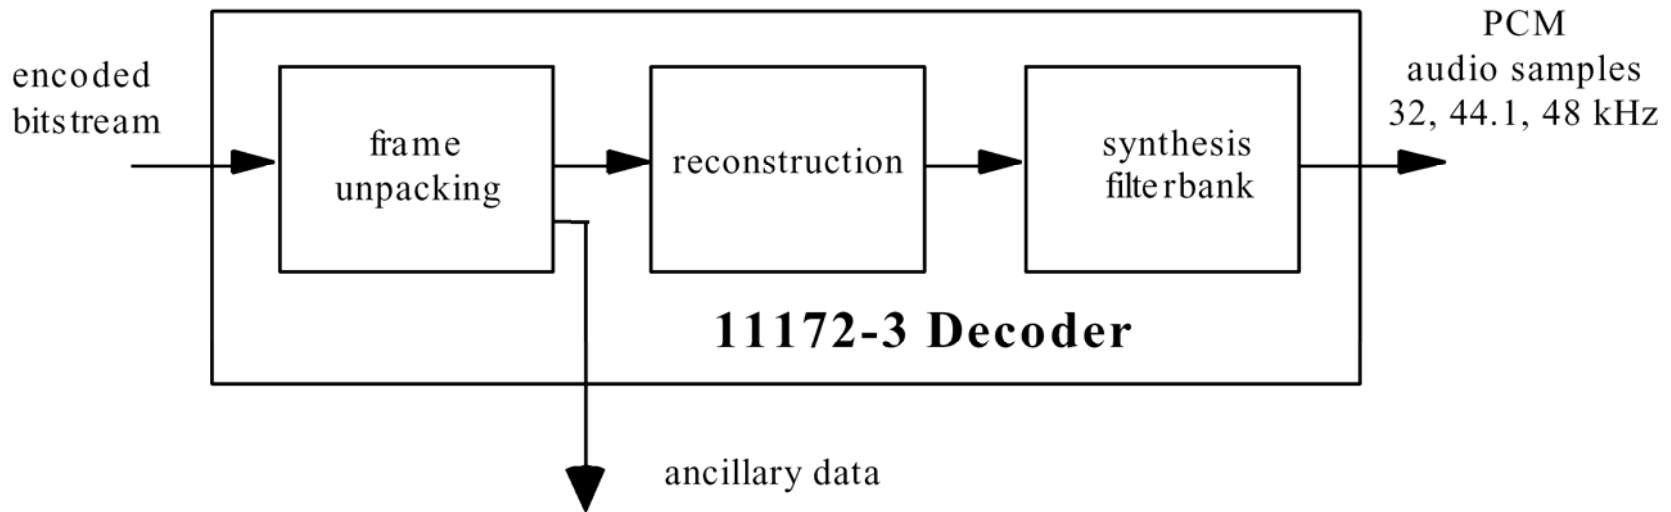 encoded
bitstream
frame
unpacking
reconstruction
synthesis
filterbank
PCM
audio samples
32, 44.1, 48 kHz
11172-3 Decoder
ancillary data